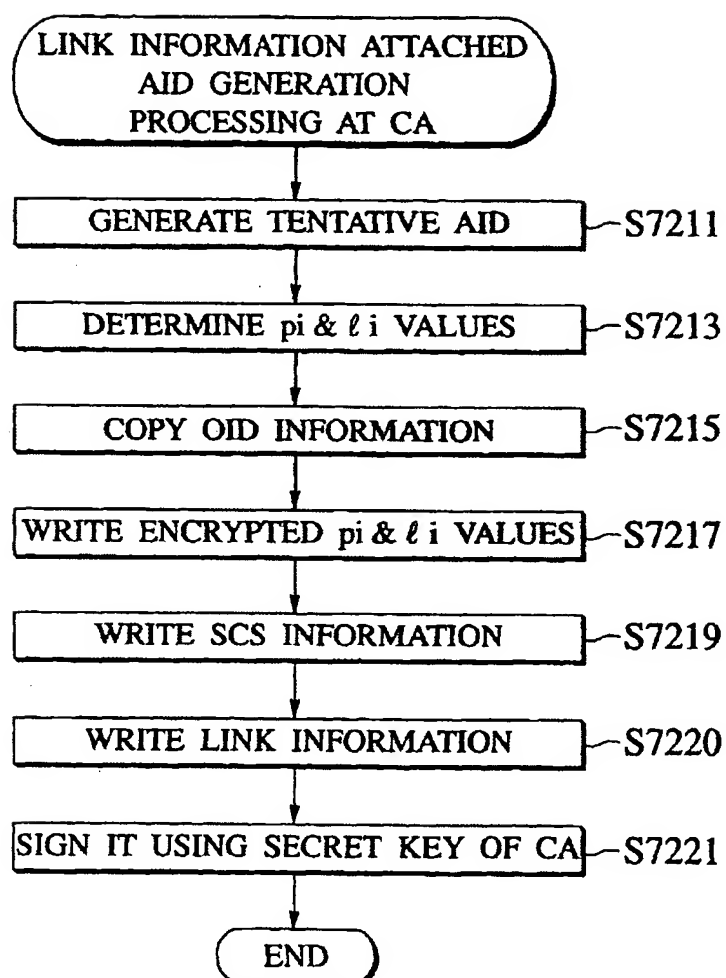 LINK INFORMATION ATTACHED
AID GENERATION
PROCESSING AT CA
GENERATE TENTATIVE AID
S7211
DETERMINE pi & ℓ i VALUES
S7213
COPY OID INFORMATION
S7215
WRITE ENCRYPTED pi & ℓ i VALUES
S7217
WRITE SCS INFORMATION
S7219
WRITE LINK INFORMATION
S7220
SIGN IT USING SECRET KEY OF CA
S7221
END